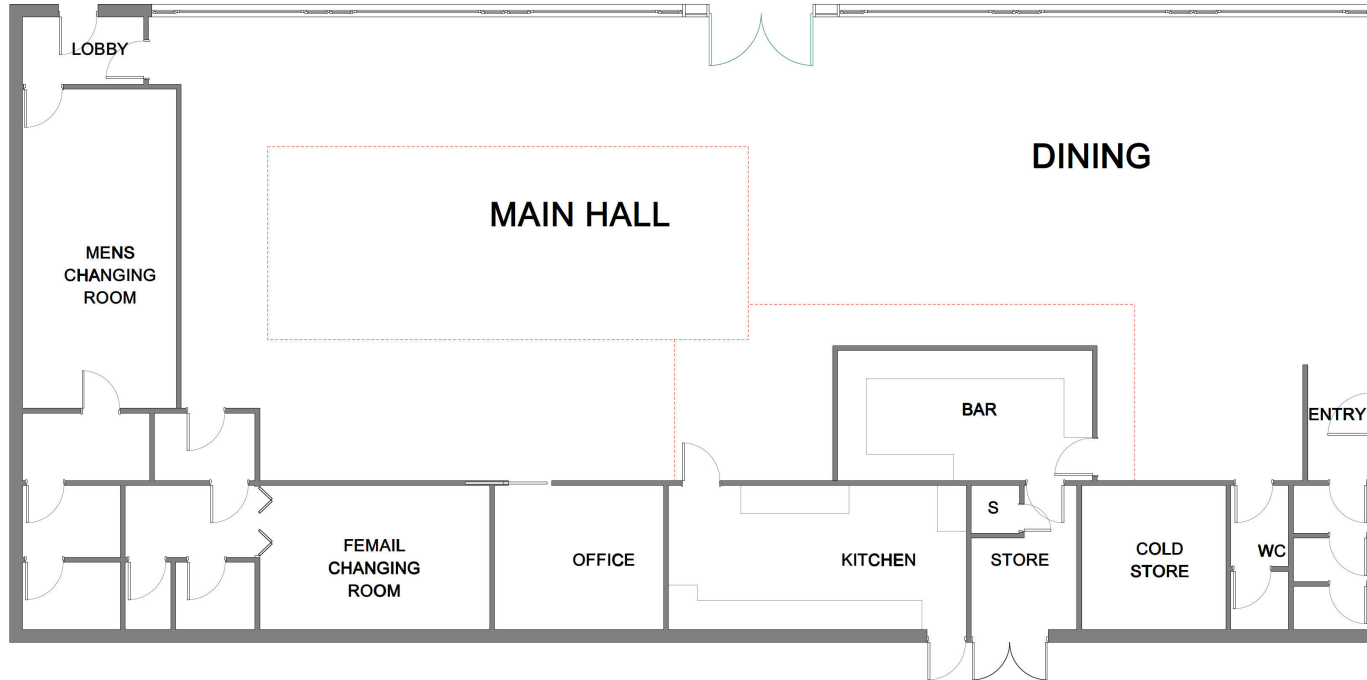 LOBBY
DINING
MAIN HALL
MENS
CHANGING
ROOM
BAR
ENTRY
S
FEMAIL
CHANGING
ROOM
OFFICE
KITCHEN
STORE
COLD
STORE
WC